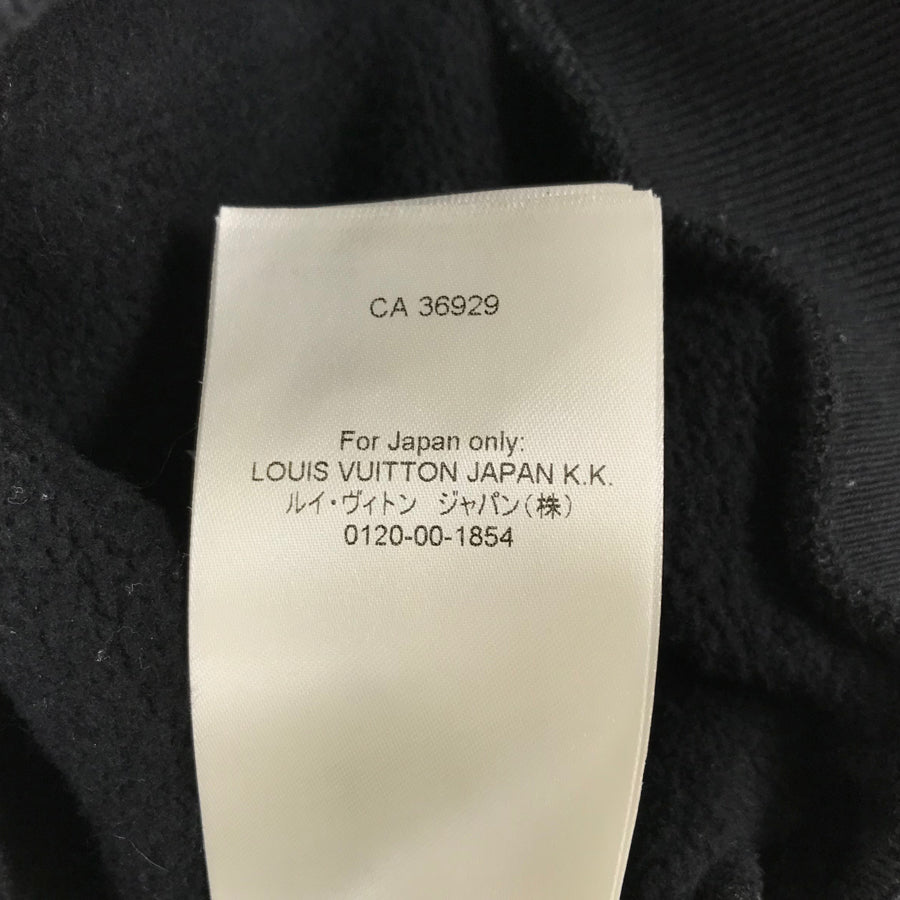 CA 36929
For Japan only:
LOUIS VUITTON JAPAN K.K.
ルイ・ヴィトン ジャパン(株)
0120-00-1854